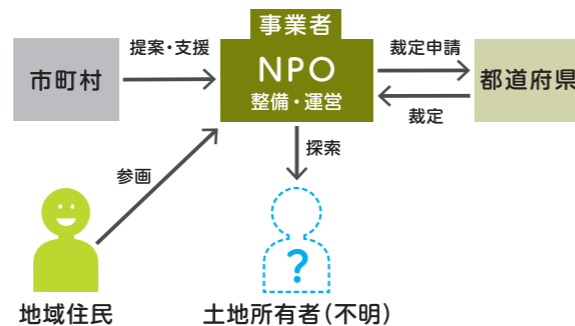 事業者
NPO
整備・運営
市町村
提案・支援
裁定申請
裁定
都道府県
参画
探索
?
地域住民
土地所有者(不明)